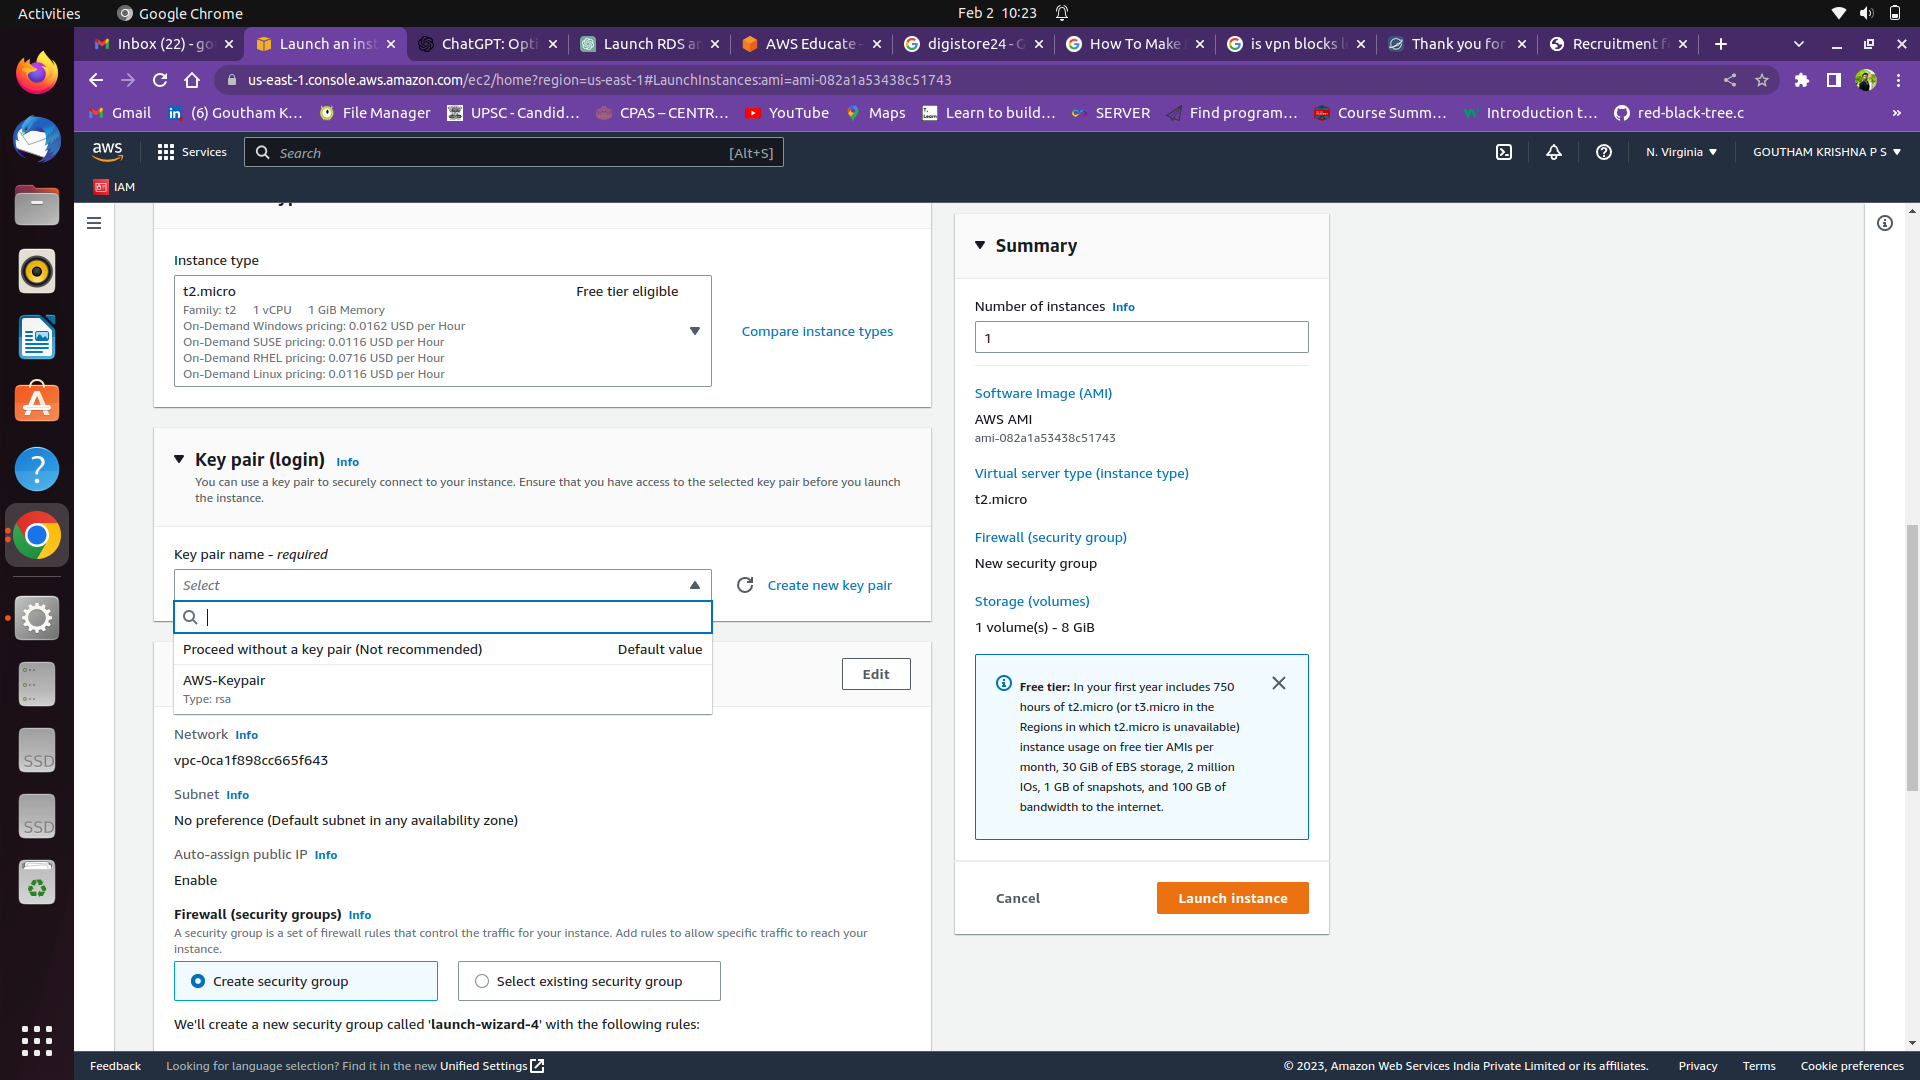 Activities
Google Chrome
Feb 2 10:23
Inbox (22) - go
Launch an inst
ChatGPT: Opti
Launch RDS an
AWS Educate -
digistore24 - G
How To Make
is vpn blocks l
Thank you for
Recruitment f
us-east-1.console.aws.amazon.com/ec2/home?region=us-east-1#LaunchInstances:ami=ami-082a1a53438c51743
Gmail
(6) Goutham K...
File Manager
UPSC - Candid...
CPAS – CENTR...
YouTube
Maps
Learn to build...
SERVER
Find program...
Course Summ...
Introduction t...
red-black-tree.c
»
aws
Services
Search
[Alt+S]
N. Virginia
GOUTHAM KRISHNA P S
IAM
Instance type
t2.micro
Free tier eligible
Family: t2 1 vCPU 1 GiB Memory
On-Demand Windows pricing: 0.0162 USD per Hour
On-Demand SUSE pricing: 0.0116 USD per Hour
On-Demand RHEL pricing: 0.0716 USD per Hour
On-Demand Linux pricing: 0.0116 USD per Hour
Compare instance types
Key pair (login) Info
You can use a key pair to securely connect to your instance. Ensure that you have access to the selected key pair before you launch
the instance.
Key pair name - required
Select
Create new key pair
Proceed without a key pair (Not recommended)
Default value
AWS-Keypair
Type: rsa
Edit
Network Info
vpc-0ca1f898cc665f643
Subnet Info
No preference (Default subnet in any availability zone)
Auto-assign public IP Info
Enable
Firewall (security groups) Info
A security group is a set of firewall rules that control the traffic for your instance. Add rules to allow specific traffic to reach your
instance.
Create security group
Select existing security group
We'll create a new security group called 'launch-wizard-4' with the following rules:
Summary
Number of instances Info
1
Software Image (AMI)
AWS AMI
ami-082a1a53438c51743
Virtual server type (instance type)
t2.micro
Firewall (security group)
New security group
Storage (volumes)
1 volume(s) - 8 GiB
Free tier: In your first year includes 750
hours of t2.micro (or t3.micro in the
Regions in which t2.micro is unavailable)
instance usage on free tier AMIs per
month, 30 GiB of EBS storage, 2 million
IOs, 1 GB of snapshots, and 100 GB of
bandwidth to the internet.
Cancel
Launch instance
SSD
SSD
Feedback
Looking for language selection? Find it in the new Unified Settings
© 2023, Amazon Web Services India Private Limited or its affiliates.
Privacy
Terms
Cookie preferences